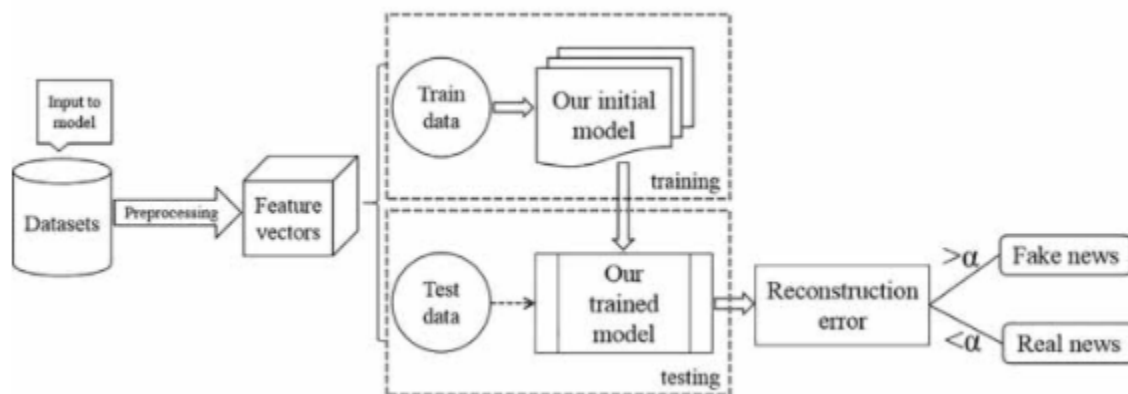 Input to
model
Datasets
Preprocessing
Feature
vectors
Train
data
Our initial
model
training
Test
data
Our
trained
model
testing
Reconstruction
error
>α
Fake news
<α
Real news